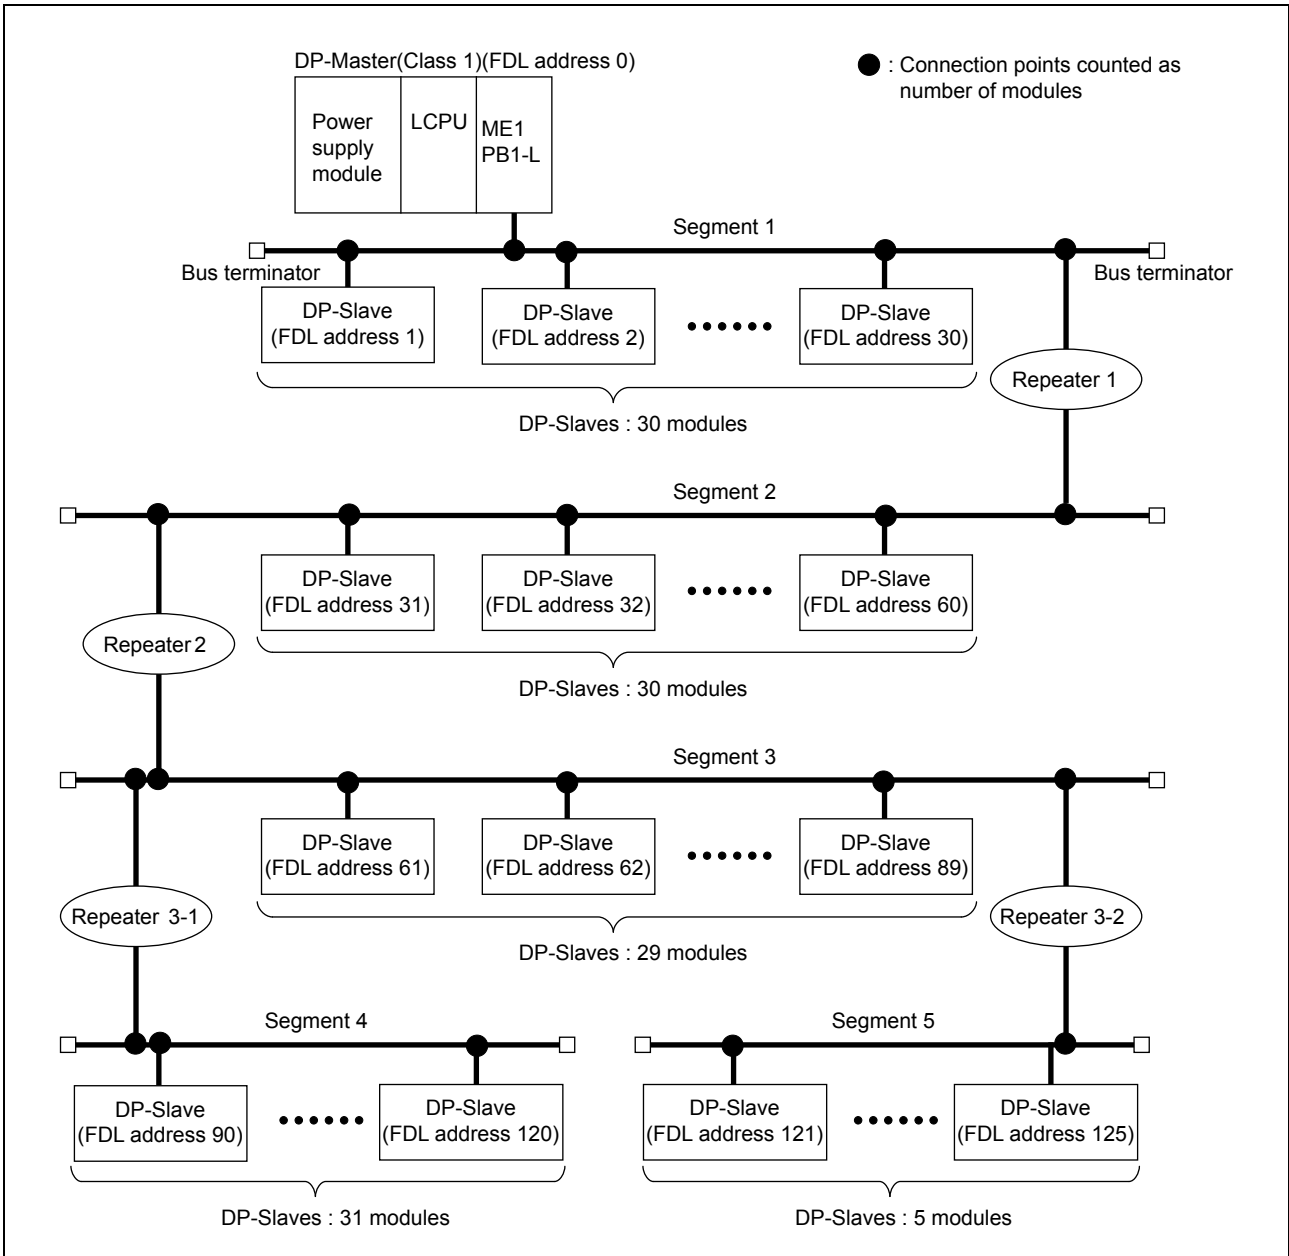 DP-Master(Class 1)(FDL address 0)
: Connection points counted as
number of modules
Power
supply
module
LCPU
ME1
PB1-L
Segment 1
Bus terminator
Bus terminator
DP-Slave
(FDL address 1)
DP-Slave
(FDL address 2)
DP-Slave
(FDL address 30)
Repeater 1
DP-Slaves : 30 modules
Segment 2
DP-Slave
(FDL address 31)
DP-Slave
(FDL address 32)
DP-Slave
(FDL address 60)
Repeater 2
DP-Slaves : 30 modules
Segment 3
DP-Slave
(FDL address 61)
DP-Slave
(FDL address 62)
DP-Slave
(FDL address 89)
Repeater 3-1
Repeater 3-2
DP-Slaves : 29 modules
Segment 4
Segment 5
DP-Slave
(FDL address 90)
DP-Slave
(FDL address 120)
DP-Slave
(FDL address 121)
DP-Slave
(FDL address 125)
DP-Slaves : 31 modules
DP-Slaves : 5 modules